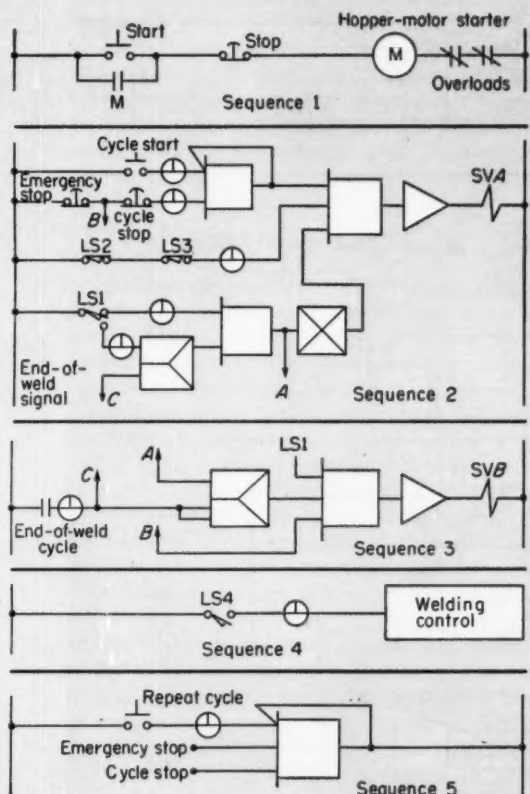 Hopper-motor starter
Start
Stop
M
M
Overloads
Sequence 1
Cycle start
Emergency
stop
B
cycle
stop
SVA
LS2
LS3
LS1
End-of-
weld
signal
C
A
Sequence 2
A
C
LS1
SVB
End-of-weld
cycle
B
Sequence 3
LS4
Welding
control
Sequence 4
Repeat cycle
Emergency stop
Cycle stop
Sequence 5